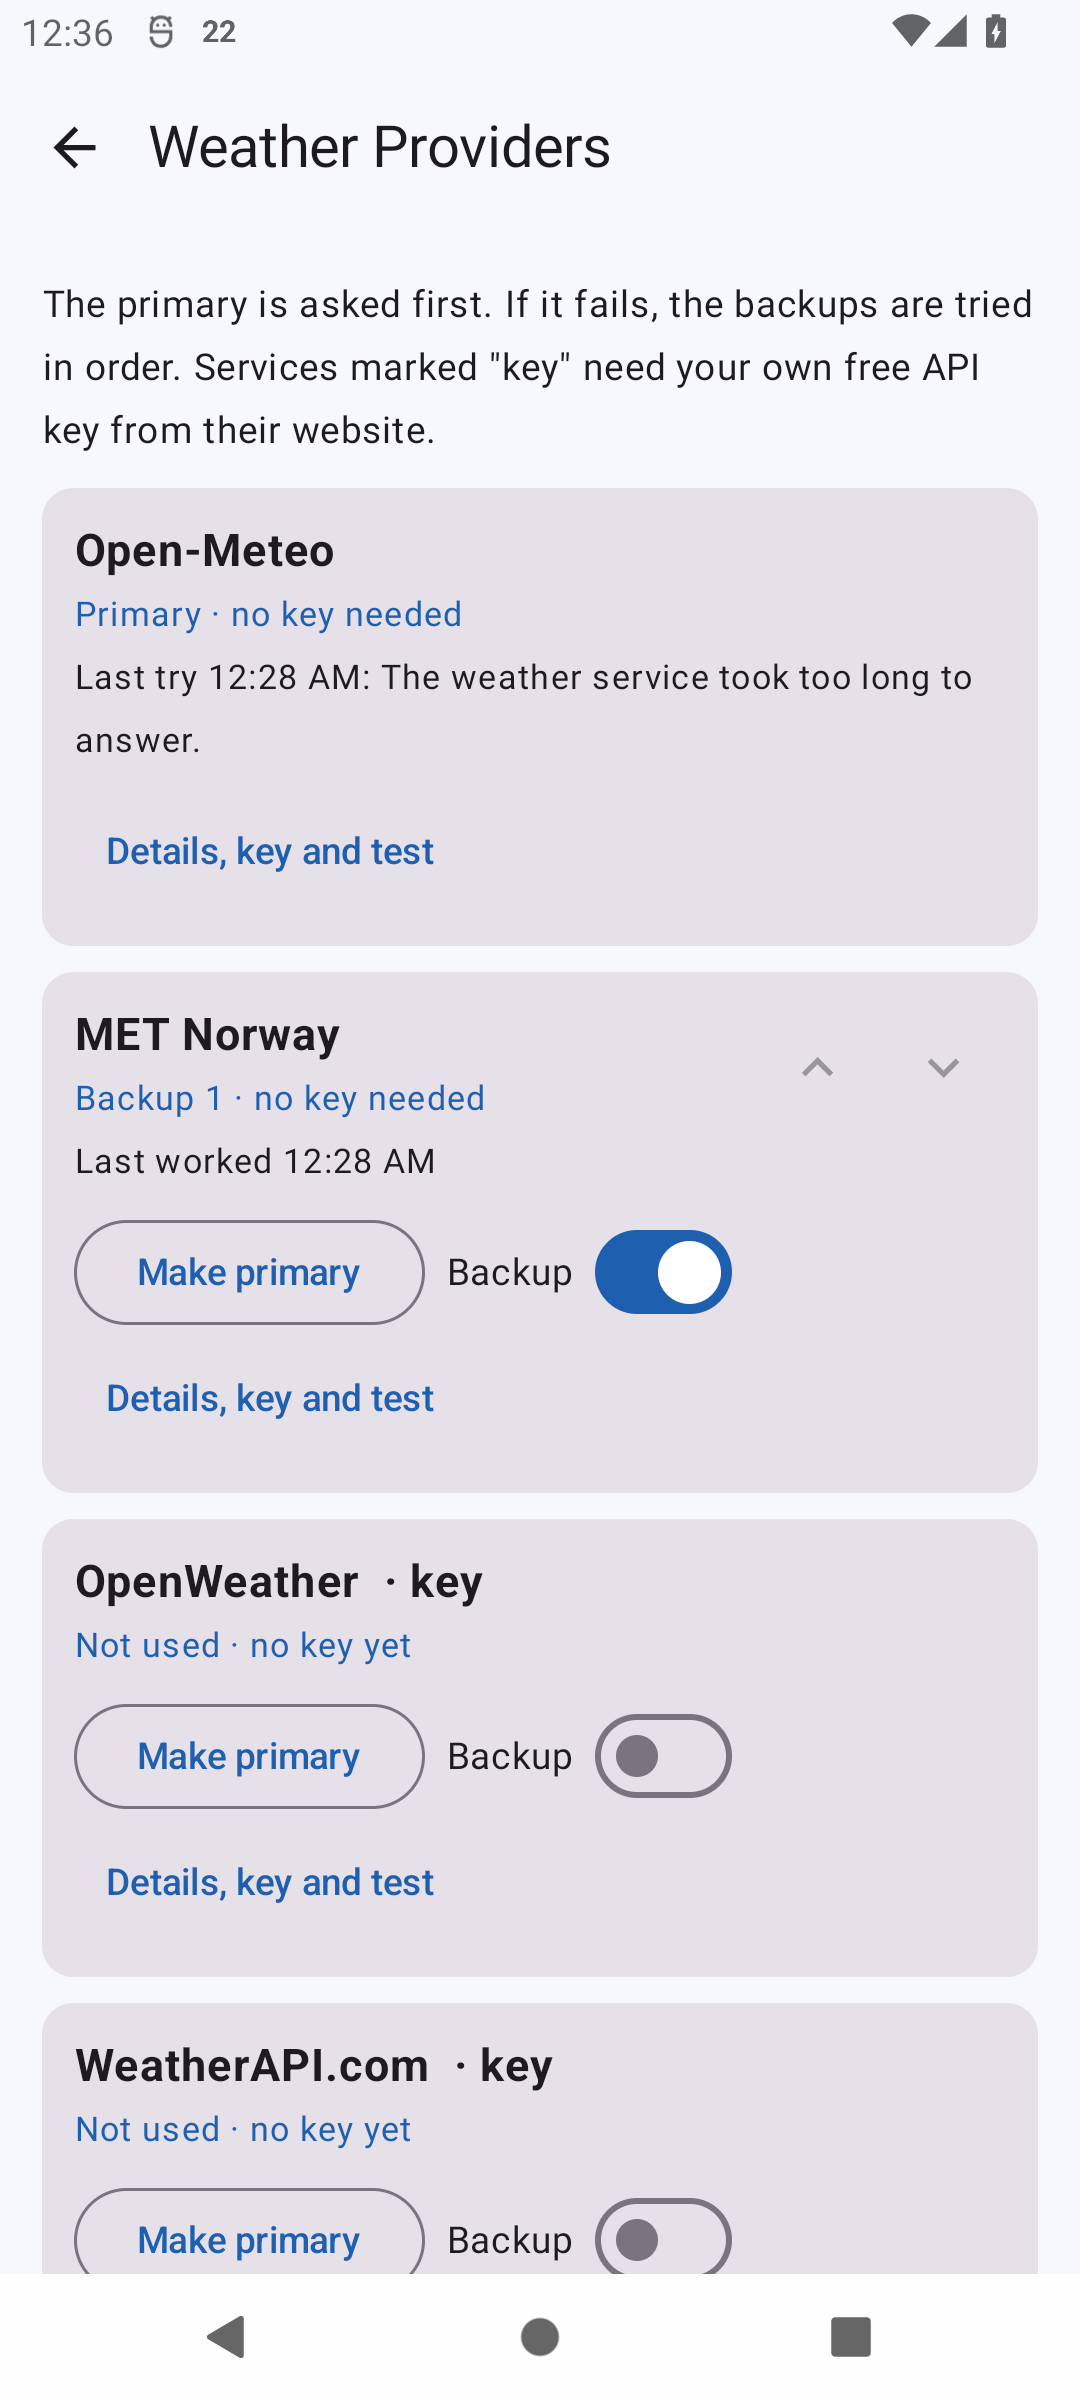 12:36 22
Weather Providers
The primary is asked first. If it fails, the backups are tried
in order. Services marked "key" need your own free API
key from their website.
Open-Meteo
Primary · no key needed
Last try 12:28 AM: The weather service took too long to
answer.
Details, key and test
MET Norway
Backup 1 · no key needed
Last worked 12:28 AM
Make primary Backup
Details, key and test
OpenWeather · key
Not used · no key yet
Make primary Backup
Details, key and test
WeatherAPI.com · key
Not used · no key yet
Make primary Backup